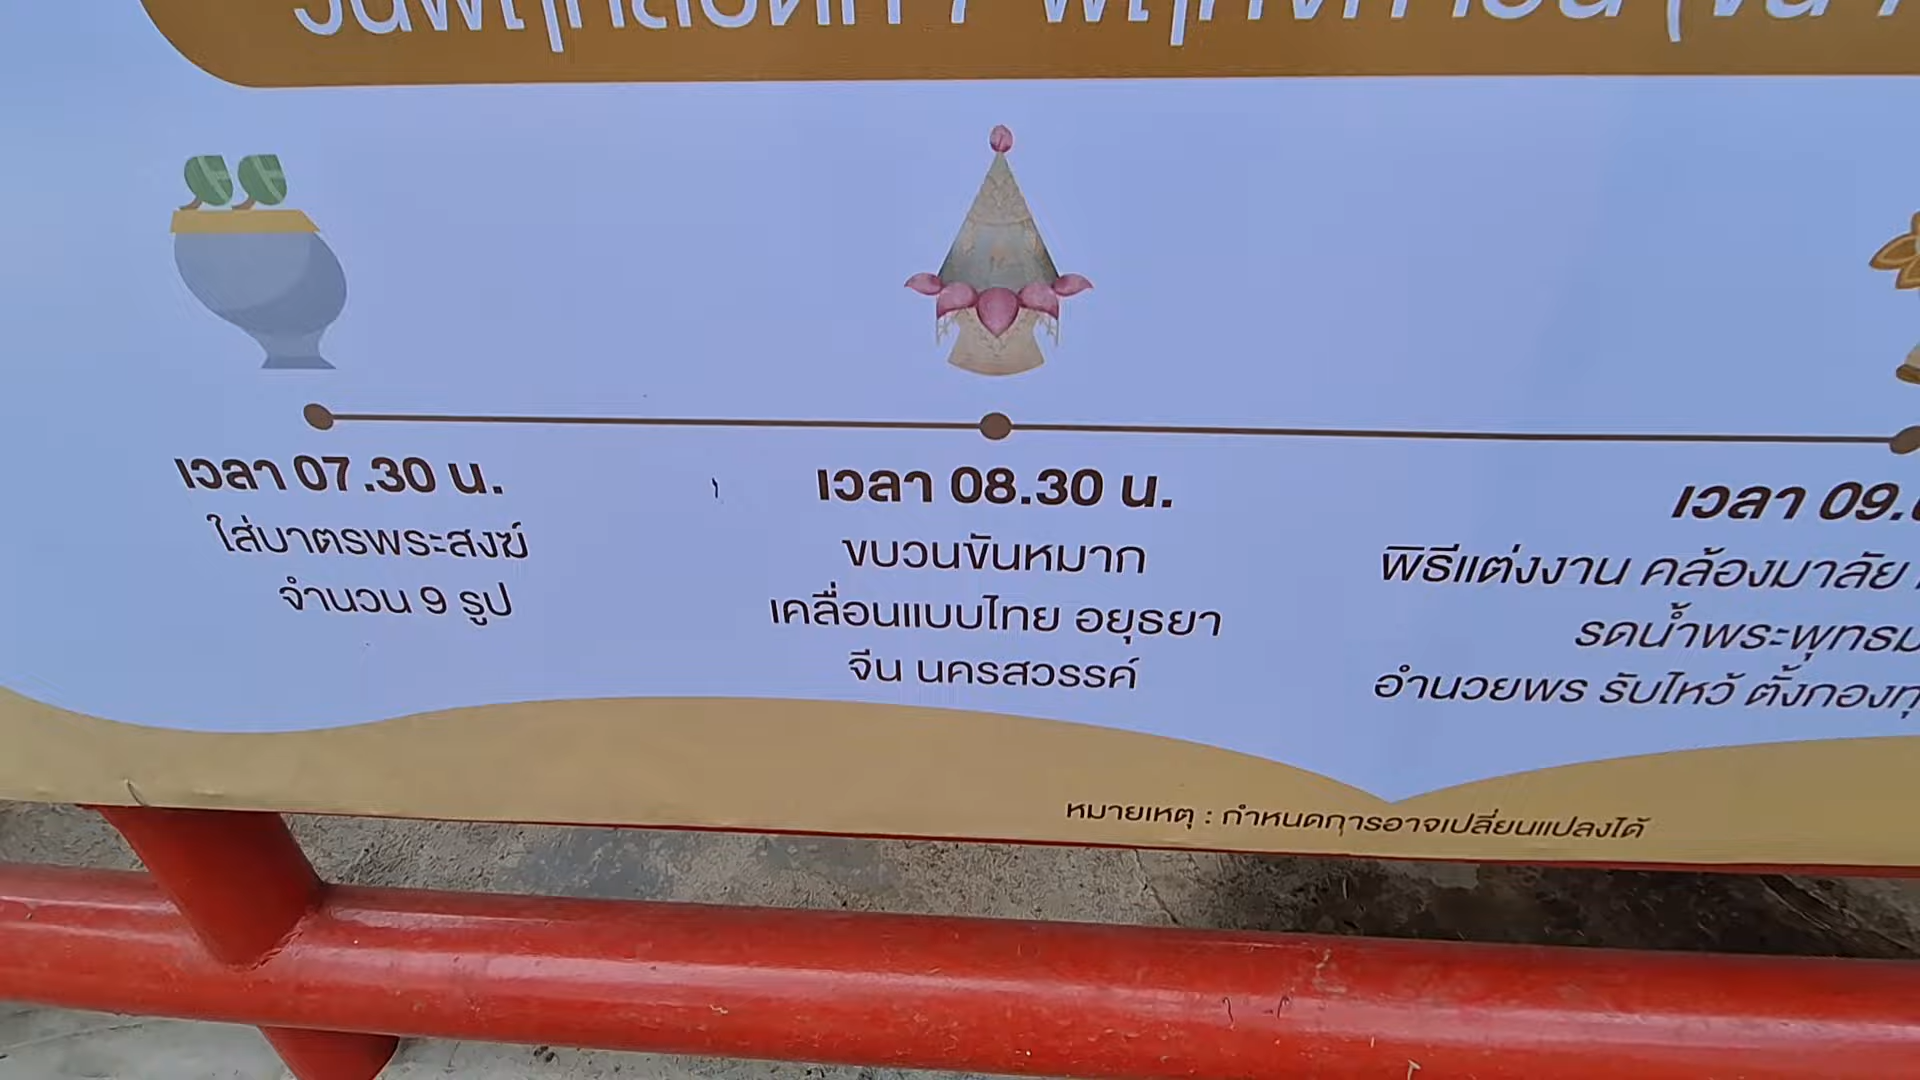 เวลา 07.30 น.
ใส่บาตรพระสงฆ์
จำนวน 9 รูป
เวลา 08.30 น.
ขบวนขันหมาก
เคลื่อนแบบไทย อยุธยา
จีน นครสวรรค์
เวลา 09.
พิธีแต่งงาน คล้องมาลัย
รดน้ำพระพุทธม
อำนวยพร รับไหว้ ตั้งกองทุ
หมายเหตุ : กำหนดการอาจเปลี่ยนแปลงได้